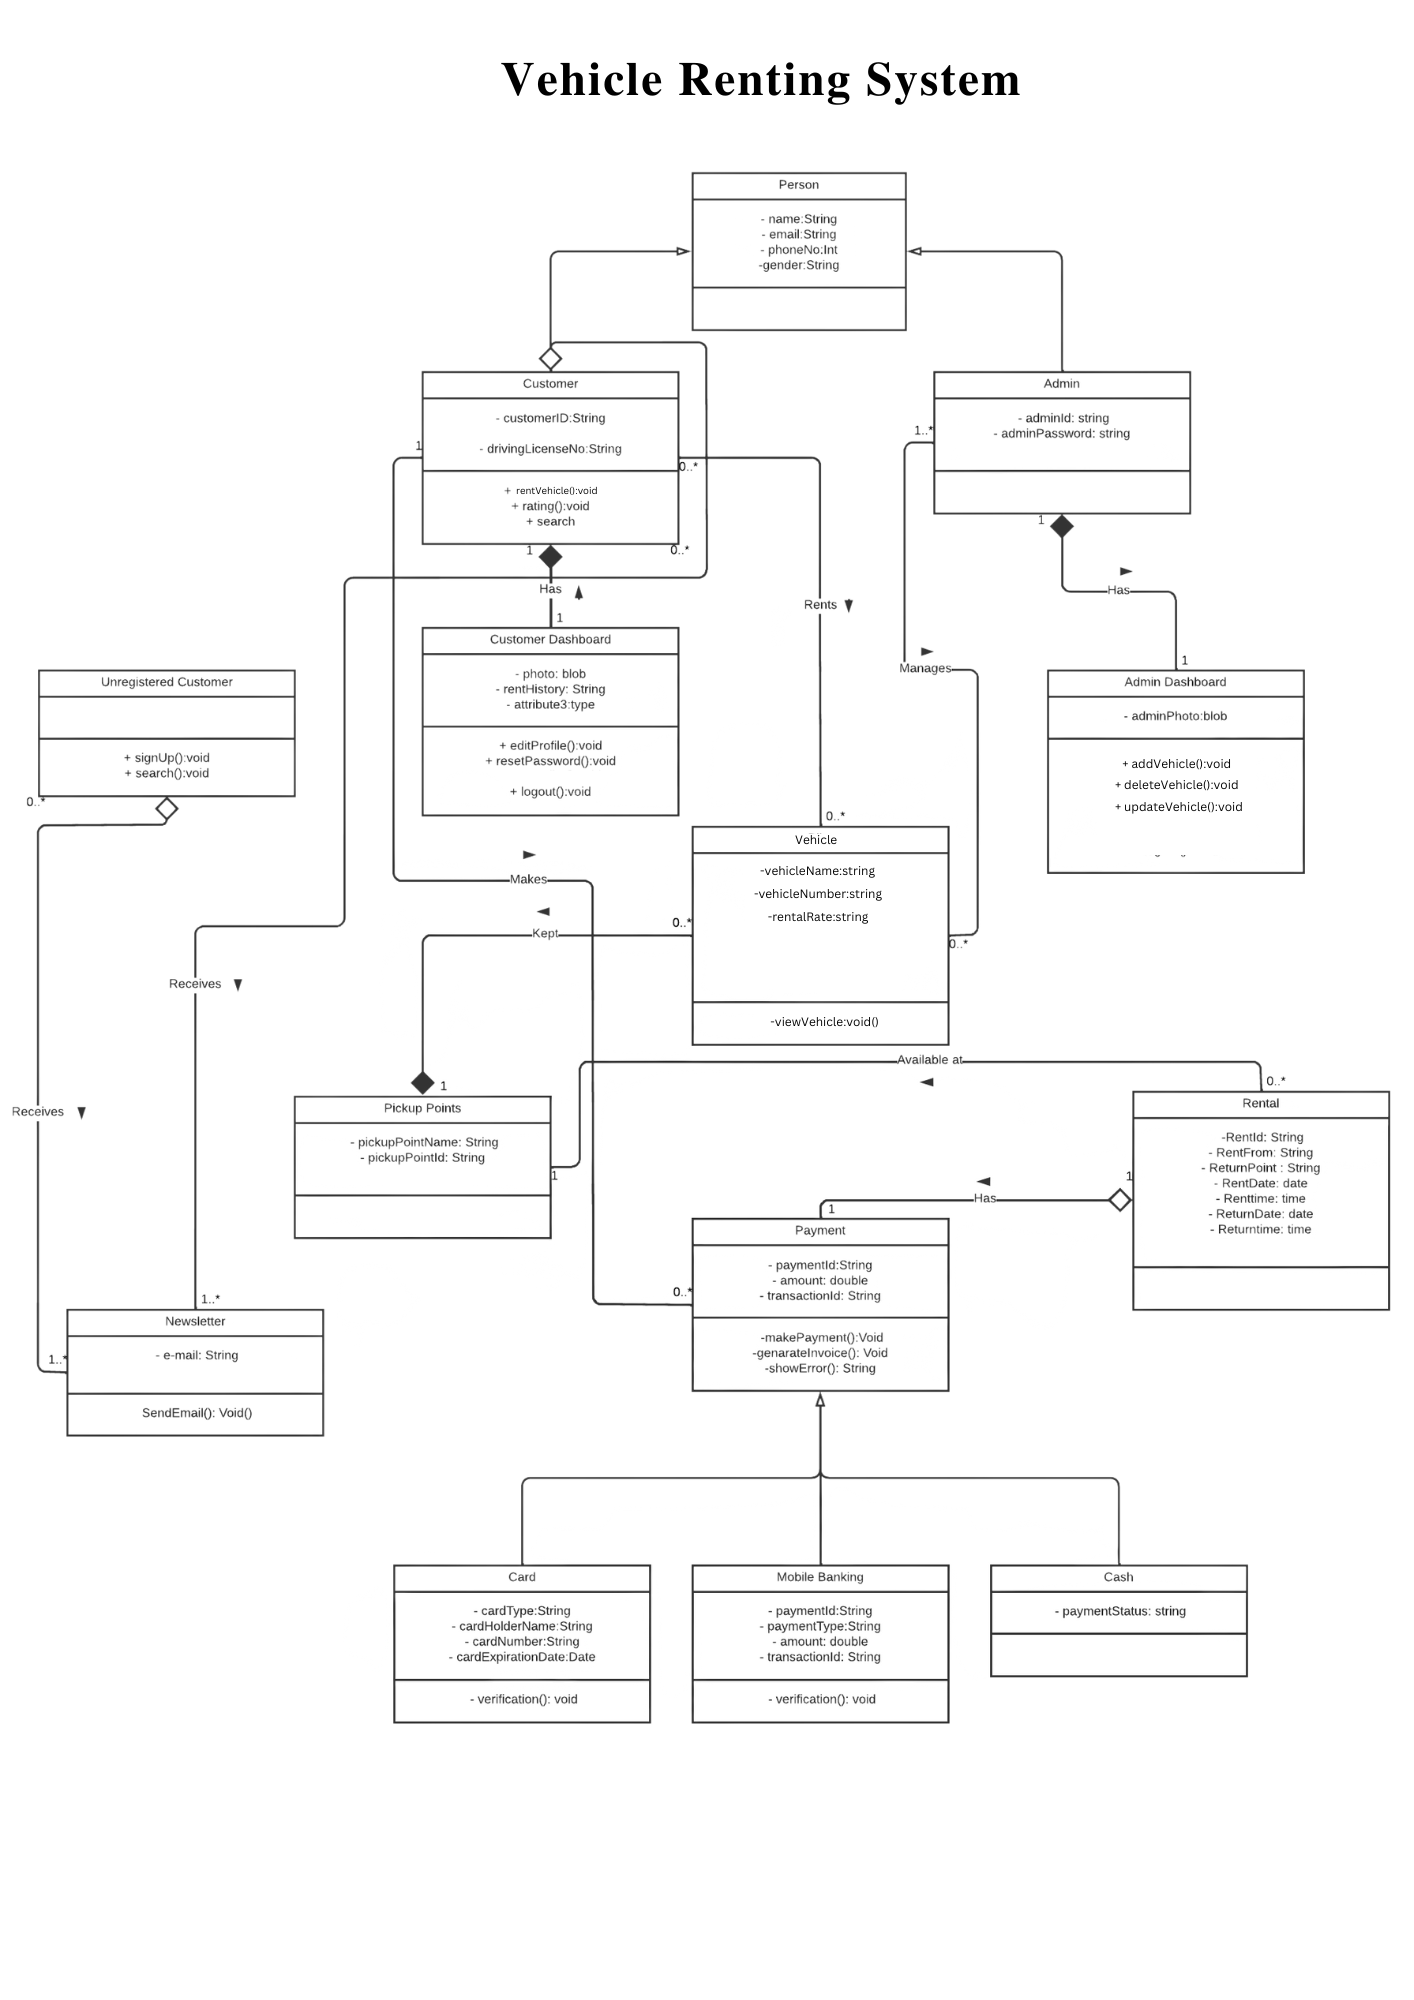 Vehicle Renting System
Person
- name:String
- email:String
- phoneNo:Int
-gender:String
Customer
- customerID:String
- drivingLicenseNo:String
+ rentVehicle():void
+ rating():void
+ search
Admin
- adminId: string
- adminPassword: string
1
0..*
1..*
1
0..*
1
Has
1
Has
Rents
Manages
1
Customer Dashboard
- photo: blob
- rentHistory: String
- attribute3:type
+ editProfile():void
+ resetPassword():void
+ logout():void
Unregistered Customer
+ signUp():void
+ search():void
0..*
Admin Dashboard
- adminPhoto:blob
+ addVehicle():void
+ deleteVehicle():void
+ updateVehicle():void
0..*
Vehicle
-vehicleName:string
-vehicleNumber:string
-rentalRate:string
-viewVehicle:void()
Makes
0..*
Kept
0..*
Receives
Available at
1
0..*
Receives
Pickup Points
- pickupPointName: String
- pickupPointId: String
1
Rental
-RentId: String
- RentFrom: String
- ReturnPoint : String
- RentDate: date
- Renttime: time
- ReturnDate: date
- Returntime: time
1
Has
1
Payment
- paymentId:String
- amount: double
- transactionId: String
-makePayment():Void
-genarateInvoice(): Void
-showError(): String
0..*
1..*
Newsletter
- e-mail: String
SendEmail(): Void()
1..*
Card
- cardType:String
- cardHolderName:String
- cardNumber:String
- cardExpirationDate:Date
- verification(): void
Mobile Banking
- paymentId:String
- paymentType:String
- amount: double
- transactionId: String
- verification(): void
Cash
- paymentStatus: string